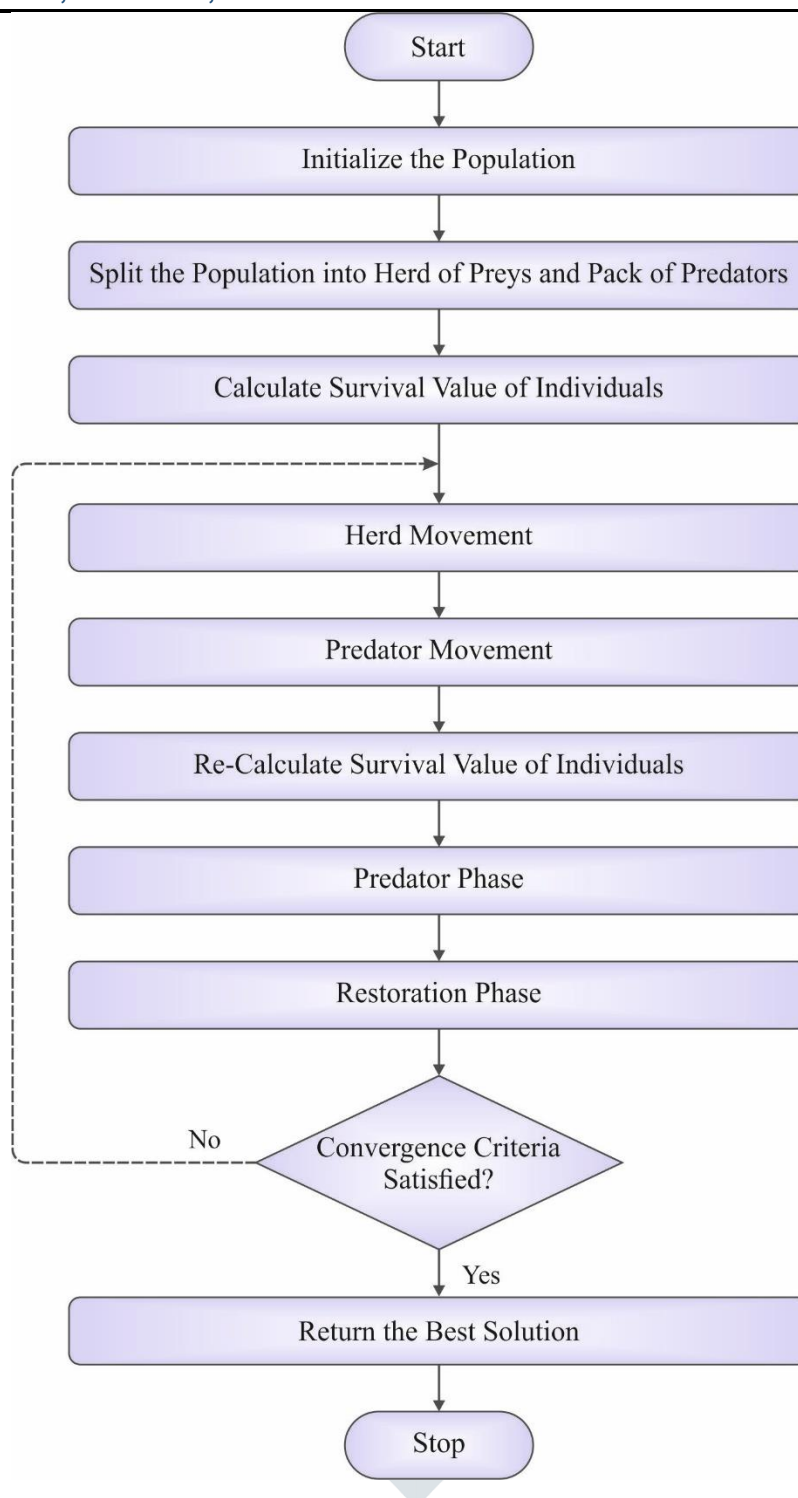 Start
Initialize the Population
Split the Population into Herd of Preys and Pack of Predators
Calculate Survival Value of Individuals
Herd Movement
Predator Movement
Re-Calculate Survival Value of Individuals
Predator Phase
Restoration Phase
Convergence Criteria
Satisfied?
No
Yes
Return the Best Solution
Stop